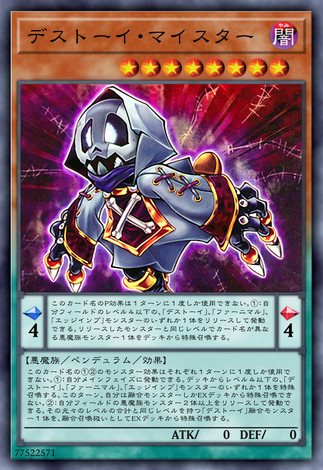 デストーイ・マイスター
闇
やみ
このカード名のP効果は1ターンに1度しか使用できない。①:自
分フィールドのレベル4以下の、「デストーイ」、「ファーニマル」、
「エッジインプ」モンスターのいずれか1体をリリースして発動
できる。リリースしたモンスターと同じレベルでカード名が異な
る悪魔族モンスター1体をデッキから特殊召喚する。
4
4
【悪魔族/ペンデュラム/効果】
このカード名の①②のモンスター効果はそれぞれ1ターンに1度しか使用
できない。①:自分メインフェイズに発動できる。デッキからレベル4以下の、「デス
トーイ」、「ファーニマル」、「エッジインプ」モンスターのいずれか1体を特殊召
喚する。このターン、自分は融合モンスターしかEXデッキから特殊召喚できな
い。②:自分フィールドの悪魔族モンスター2体以上をリリースして発動でき
る。その元々のレベルの合計と同じレベルを持つ「デストーイ」融合モンス
ター1体を、融合召喚扱いとしてEXデッキから特殊召喚する。
ATK/ 0 DEF/ 0
77522571